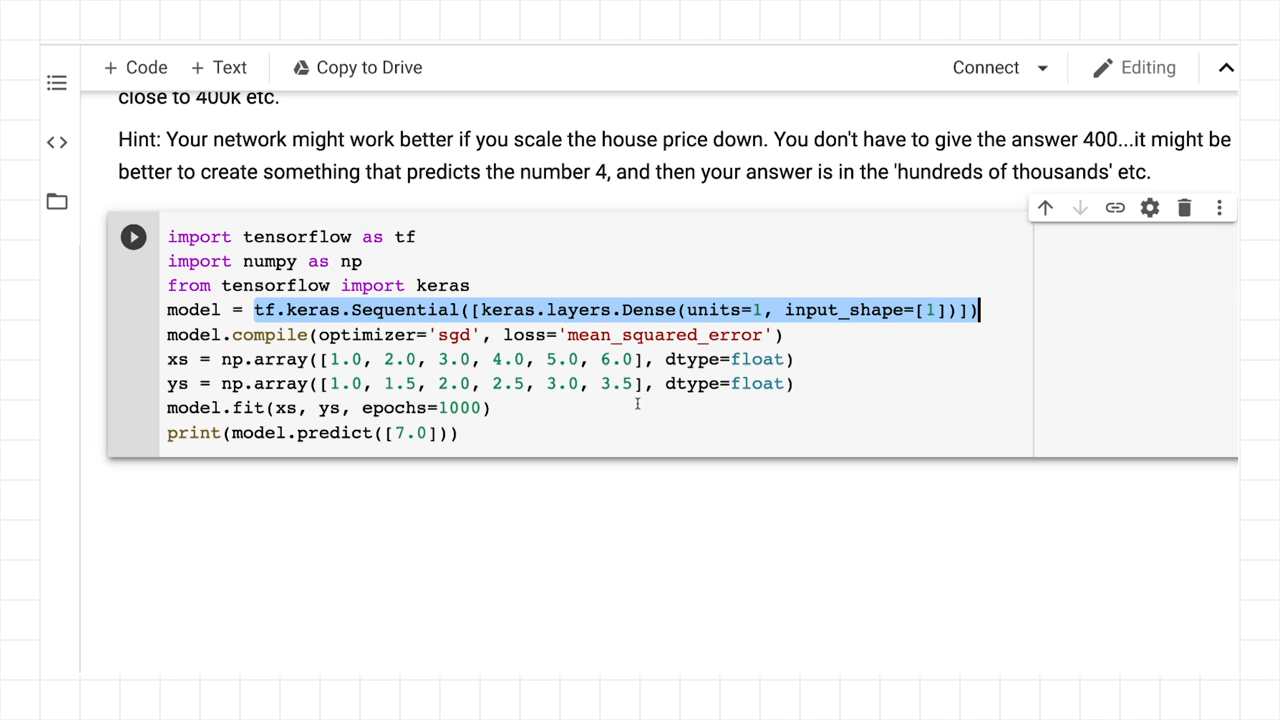 + Code + Text Copy to Drive Connect Editing
close to 400k etc.
Hint: Your network might work better if you scale the house price down. You don't have to give the answer 400...it might be
better to create something that predicts the number 4, and then your answer is in the 'hundreds of thousands' etc.
import tensorflow as tf
import numpy as np
from tensorflow import keras
model = tf.keras.Sequential([keras.layers.Dense(units=1, input_shape=[1])])
model.compile(optimizer='sgd', loss='mean_squared_error')
xs = np.array([1.0, 2.0, 3.0, 4.0, 5.0, 6.0], dtype=float)
ys = np.array([1.0, 1.5, 2.0, 2.5, 3.0, 3.5], dtype=float)
model.fit(xs, ys, epochs=1000)
print(model.predict([7.0]))